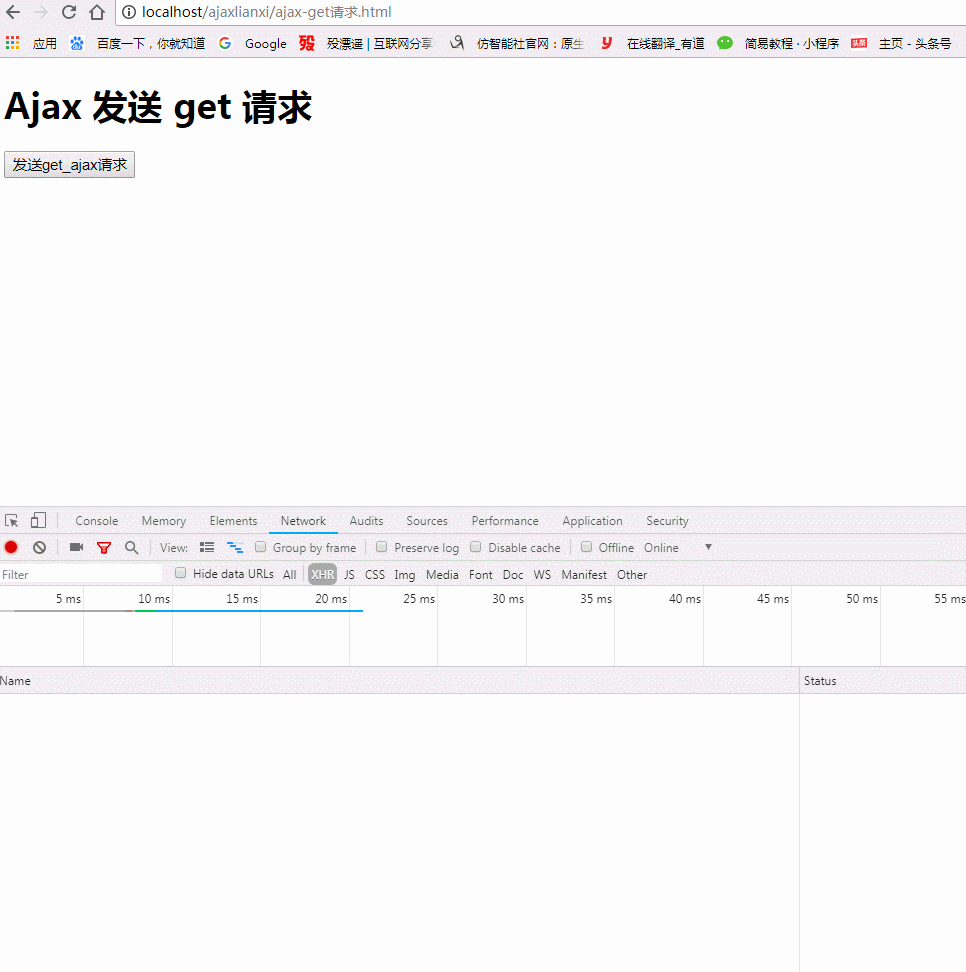 localhost/ajaxlianxi/ajax-get请求.html
应用 百度一下，你就知道 Google 殁漂遥 | 互联网分享 仿智能社官网：原生 在线翻译_有道 简易教程 · 小程序 头条 主页 - 头条号
Ajax 发送 get 请求
发送get_ajax请求
Console Memory Elements Network Audits Sources Performance Application Security
View: Group by frame Preserve log Disable cache Offline Online
Filter Hide data URLs All XHR JS CSS Img Media Font Doc WS Manifest Other
5 ms 10 ms 15 ms 20 ms 25 ms 30 ms 35 ms 40 ms 45 ms 50 ms 55 ms
Name Status